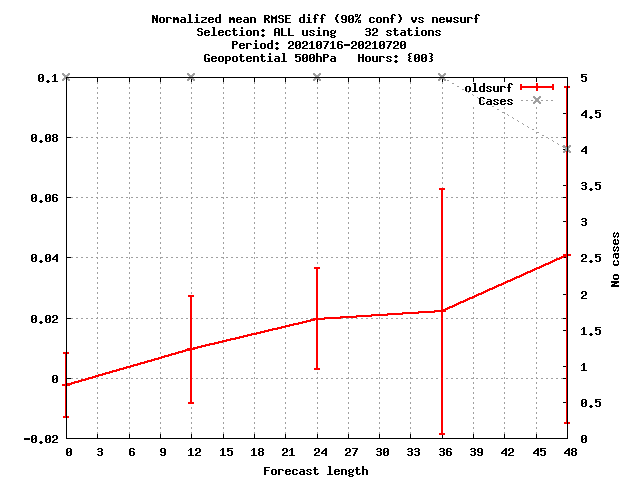 Normalized mean RMSE diff (90% conf) vs newsurf
Selection: ALL using    32 stations
Period: 20210716-20210720
Geopotential 500hPa   Hours: {00}
oldsurf
Cases
0.1
0.08
0.06
0.04
0.02
0
-0.02
5
4.5
4
3.5
3
2.5
2
1.5
1
0.5
0
No cases
0 3 6 9 12 15 18 21 24 27 30 33 36 39 42 45 48
Forecast length